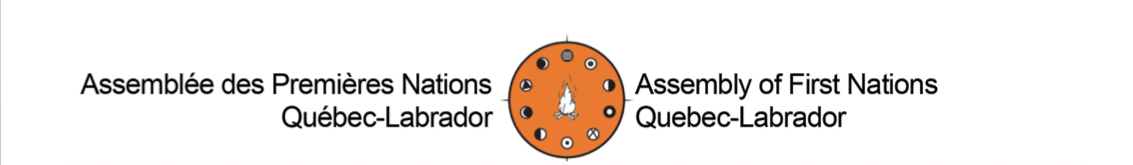 Assemblée des Premières Nations
Québec-Labrador
Assembly of First Nations
Quebec-Labrador